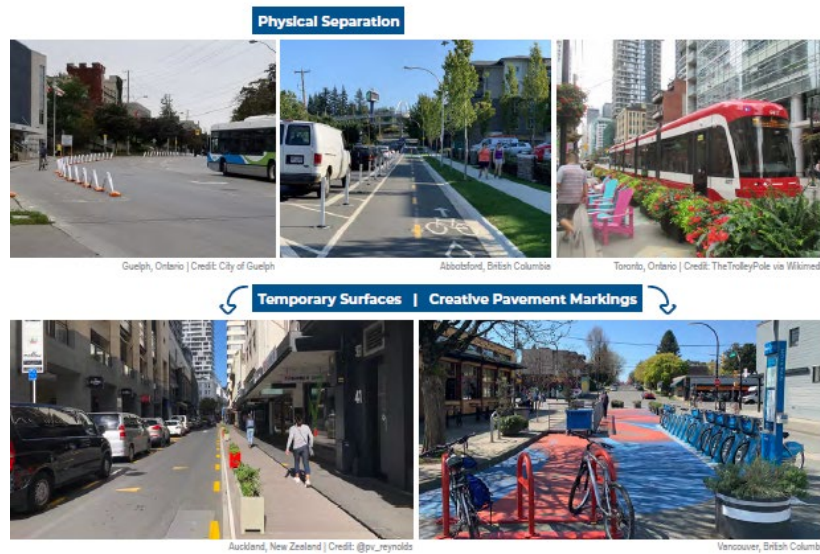 Physical Separation
Guelph, Ontario | Credit: City of Guelph
Abbotsford, British Columbia
Toronto, Ontario | Credit: TheTrolleyPole via Wikimed
Temporary Surfaces | Creative Pavement Markings
41
Auckland, New Zealand | Credit: @pv_reynolds
Vancouver, British Columb